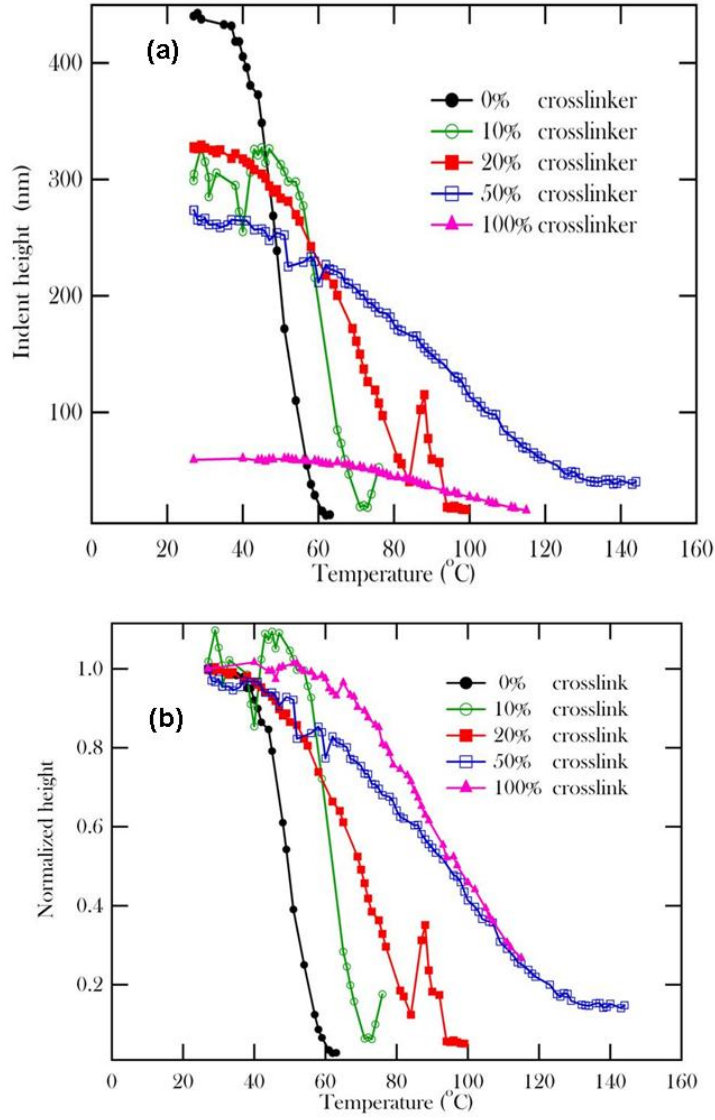 (a)
400
300
200
100
Indent height (nm)
0% crosslinker
10% crosslinker
20% crosslinker
50% crosslinker
100% crosslinker
0 20 40 60 80 100 120 140 160
Temperature (°C)
(b)
1.0
0.8
0.6
0.4
0.2
Normalized height
0% crosslink
10% crosslink
20% crosslink
50% crosslink
100% crosslink
0 20 40 60 80 100 120 140 160
Temperature (°C)